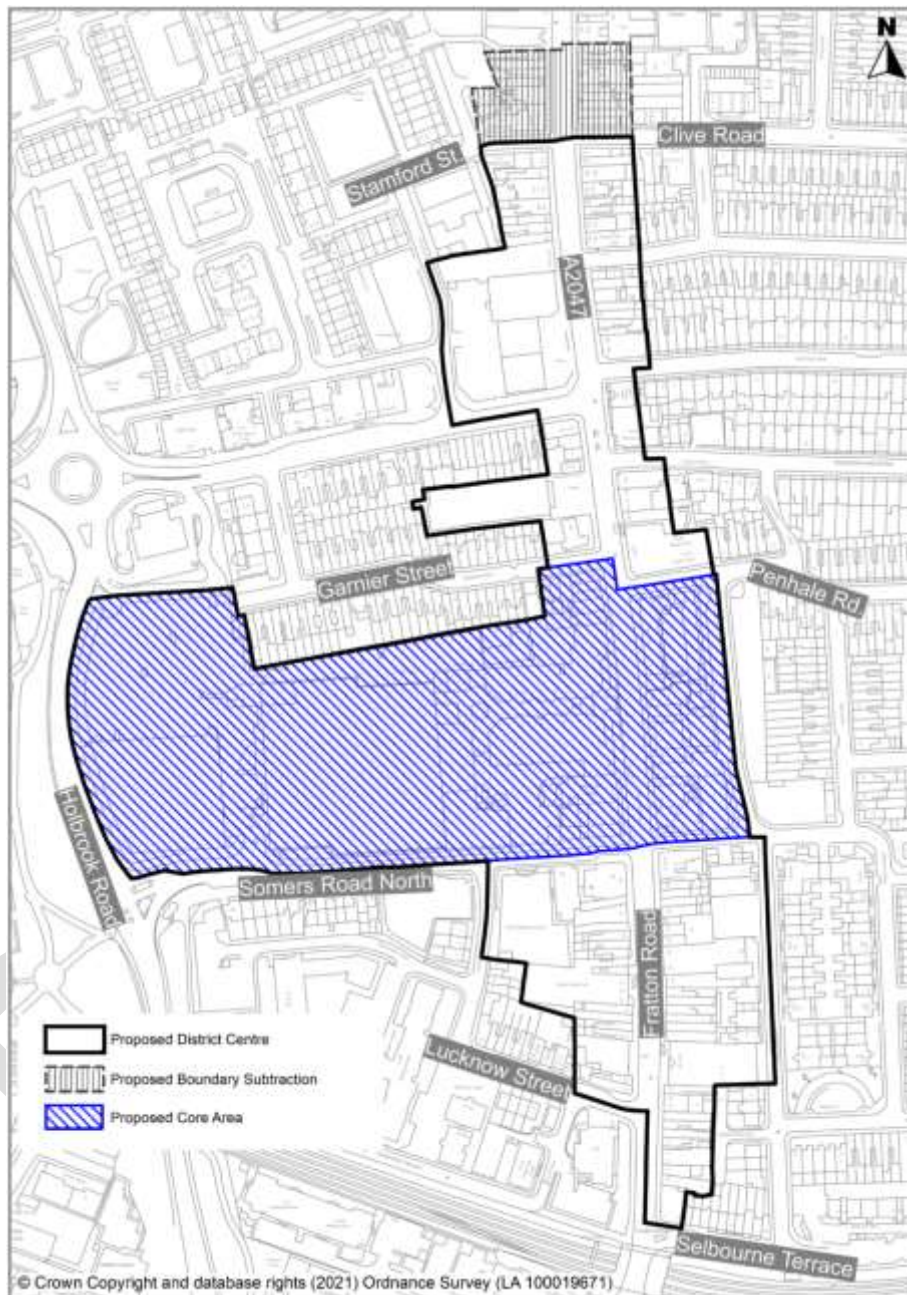 N
Clive Road
Stamford St
A2047
Garnier Street
Penhale Rd
Holbrook Road
Somers Road North
Fratton Road
Lucknow Street
Proposed District Centre
Proposed Boundary Subtraction
Proposed Core Area
Selbourne Terrace
© Crown Copyright and database rights (2021) Ordnance Survey (LA 100019671)